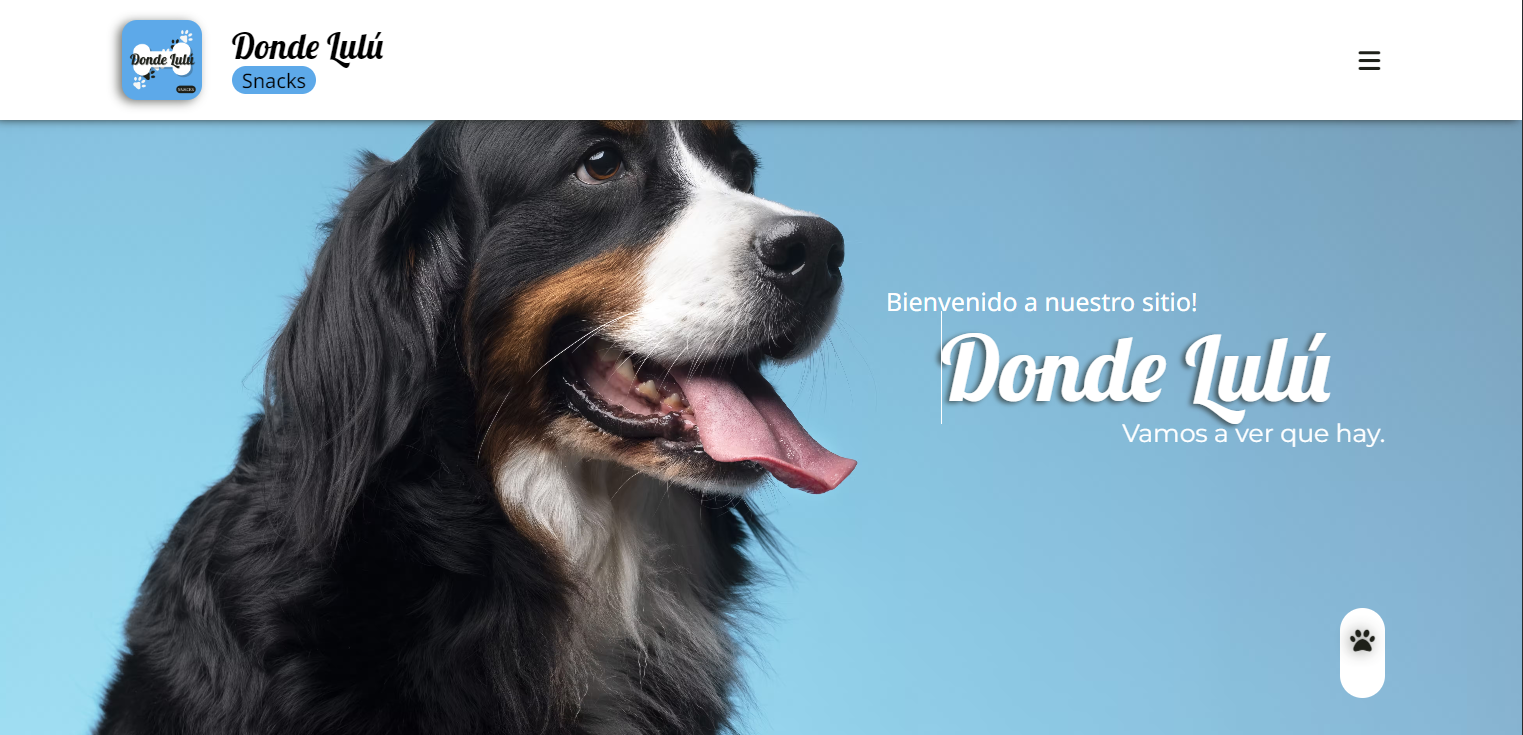 Donde Lulú
SNACKS
Donde Lulú
Snacks
Bienvenido a nuestro sitio!
Donde Lulú
Vamos a ver que hay.